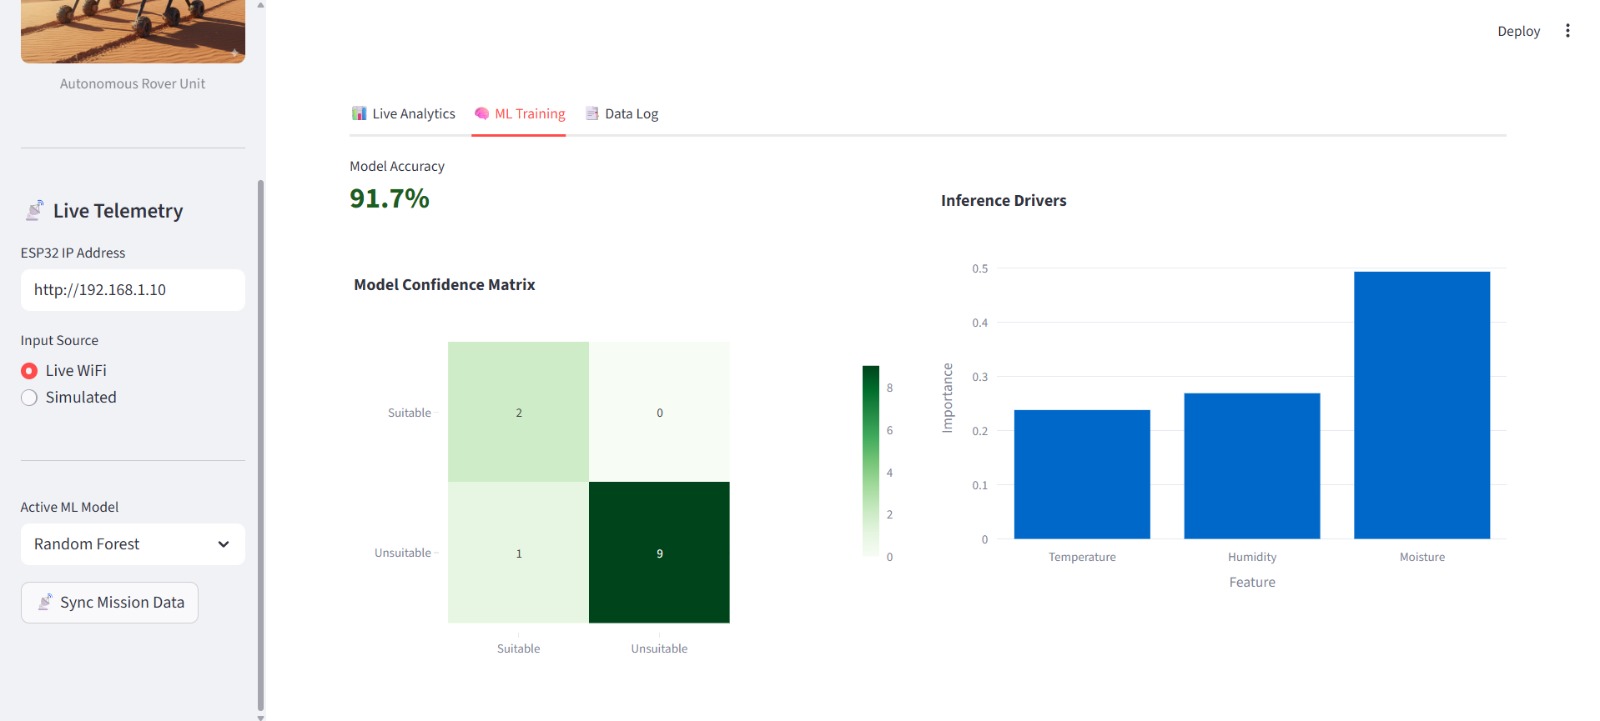 Autonomous Rover Unit
Live Telemetry
ESP32 IP Address
http://192.168.1.10
Input Source
Live WiFi
Simulated
Active ML Model
Random Forest
Sync Mission Data
Deploy
Live Analytics
ML Training
Data Log
Model Accuracy
91.7%
Model Confidence Matrix
Suitable
2
0
Unsuitable
1
9
Suitable
Unsuitable
8
6
4
2
0
Inference Drivers
Importance
0.5
0.4
0.3
0.2
0.1
0
Temperature
Humidity
Moisture
Feature